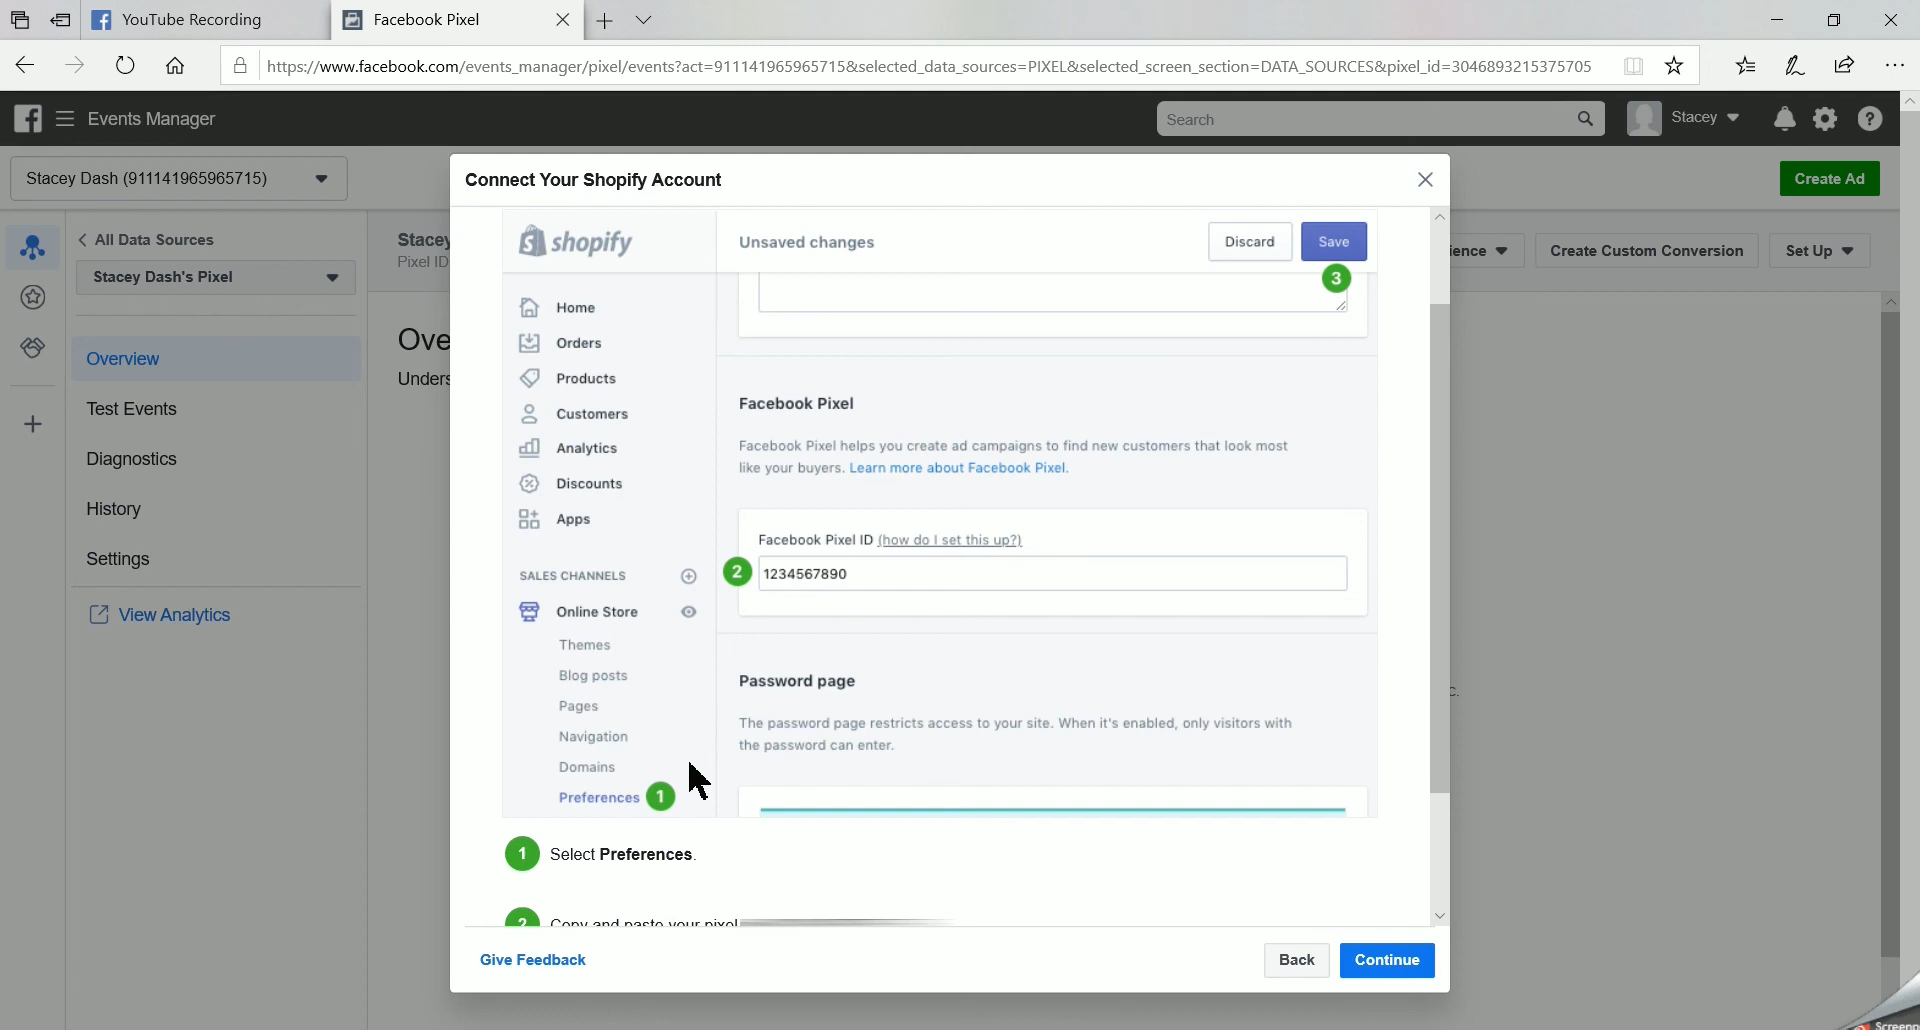 YouTube Recording
Facebook Pixel
https://www.facebook.com/events_manager/pixel/events?act=911141965965715&selected_data_sources=PIXEL&selected_screen_section=DATA_SOURCES&pixel_id=3046893215375705
Events Manager
Search
Stacey
Stacey Dash (911141965965715)
Create Ad
Connect Your Shopify Account
All Data Sources
Stacey Dash's Pixel
Stacey
Pixel ID
ience
Create Custom Conversion
Set Up
shopify
Unsaved changes
Discard
Save
3
Overview
Test Events
Diagnostics
History
Settings
View Analytics
Ove
Unders
Home
Orders
Products
Customers
Analytics
Discounts
Apps
SALES CHANNELS
Online Store
Themes
Blog posts
Pages
Navigation
Domains
Preferences 1
Facebook Pixel
Facebook Pixel helps you create ad campaigns to find new customers that look most
like your buyers. Learn more about Facebook Pixel.
Facebook Pixel ID (how do I set this up?)
2 1234567890
Password page
The password page restricts access to your site. When it's enabled, only visitors with
the password can enter.
c.
1 Select Preferences.
2 Copy and paste your pixel
Give Feedback
Back
Continue